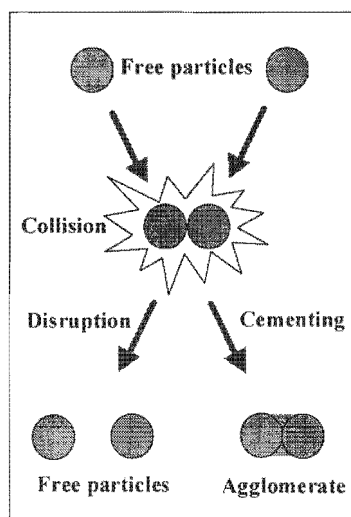 Free particles
Collision
Disruption
Cementing
Free particles
Agglomerate